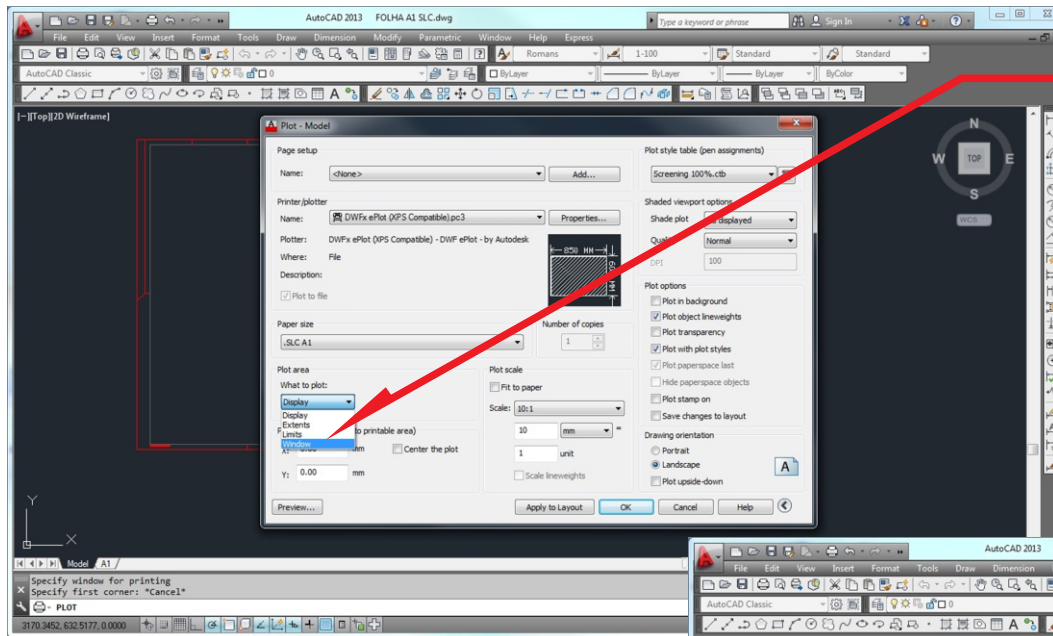 AutoCAD 2013 FOLHA A1 SLC.dwg
Type a keyword or phrase
Sign In
File Edit View Insert Format Tools Draw Dimension Modify Parametric Window Help Express
Romans 1-100 Standard Standard
AutoCAD Classic 0 ByLayer ByLayer ByLayer ByColor
[-][Top][2D Wireframe]
N
W TOP E
S
WCS
Plot - Model
Page setup
Name: <None> Add...
Plot style table (pen assignments)
Screening 100%.ctb
Printer/plotter
Name: DWFx ePlot (XPS Compatible).pc3 Properties...
Plotter: DWFx ePlot (XPS Compatible) - DWF ePlot - by Autodesk
Where: File
Description:
Plot to file
850 MM
MM
Shaded viewport options
Shade plot displayed
Normal
DPI 100
Paper size
.SLC A1
Number of copies
1
Plot options
Plot in background
Plot object lineweights
Plot transparency
Plot with plot styles
Plot paperspace last
Hide paperspace objects
Plot stamp on
Save changes to layout
Plot area
What to plot:
Display
Display
Extents
Limits
Window
to printable area)
X: 0.00 mm Center the plot
Y: 0.00 mm
Plot scale
Fit to paper
Scale: 10:1
10 mm =
1 unit
Scale lineweights
Drawing orientation
Portrait
Landscape
Plot upside-down
A
Preview... Apply to Layout OK Cancel Help
Y
X
Model A1
Specify window for printing
Specify first corner: *Cancel*
PLOT
3170.3452, 632.5177, 0.0000
AutoCAD 2013
File Edit View Insert Format Tools Draw Dimension
AutoCAD Classic 0